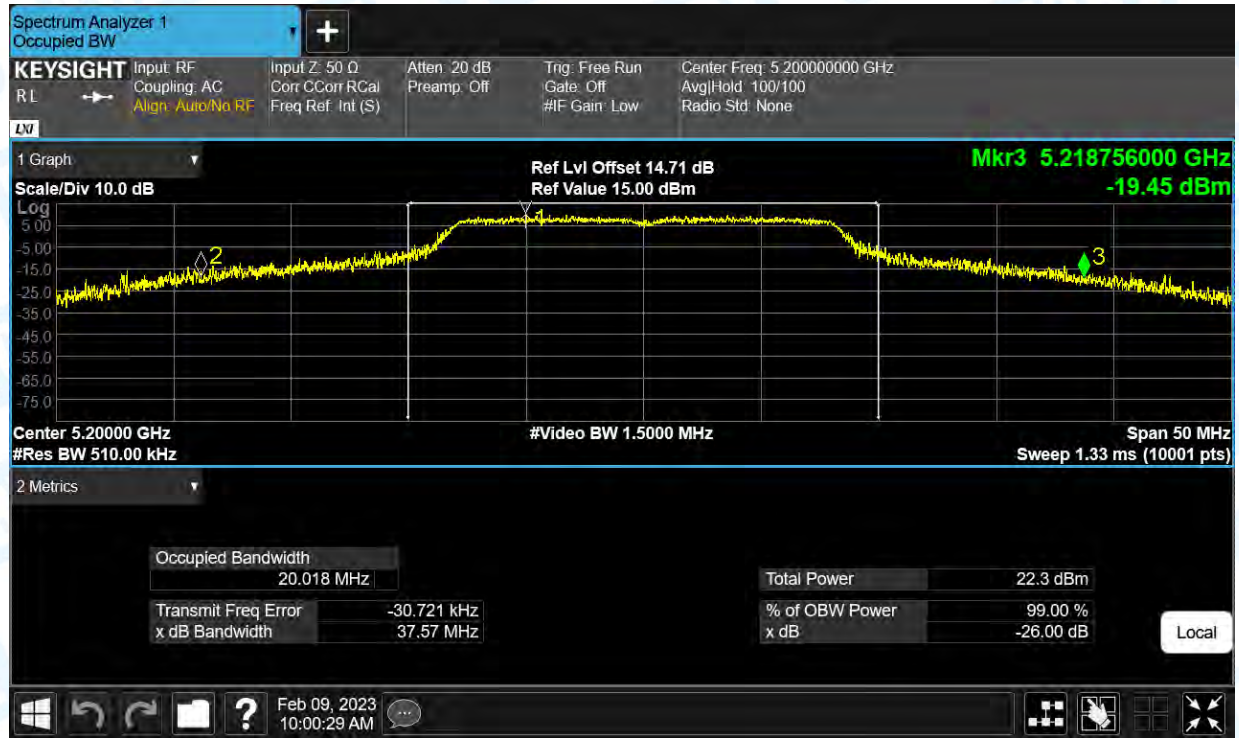 Spectrum Analyzer 1
Occupied BW
+
KEYSIGHT
RL
LXI
Input: RF
Coupling: AC
Align: Auto/No RF
Input Z: 50 Ω
Corr CCorr RCal
Freq Ref: Int (S)
Atten: 20 dB
Preamp: Off
Trig: Free Run
Gate: Off
#IF Gain: Low
Center Freq: 5.200000000 GHz
Avg|Hold: 100/100
Radio Std: None
1 Graph
Scale/Div 10.0 dB
Ref Lvl Offset 14.71 dB
Ref Value 15.00 dBm
Mkr3 5.218756000 GHz
-19.45 dBm
Log
5.00
-5.00
-15.0
-25.0
-35.0
-45.0
-55.0
-65.0
-75.0
1
2
3
Center 5.20000 GHz
#Res BW 510.00 kHz
#Video BW 1.5000 MHz
Span 50 MHz
Sweep 1.33 ms (10001 pts)
2 Metrics
Occupied Bandwidth
20.018 MHz
Transmit Freq Error -30.721 kHz
x dB Bandwidth 37.57 MHz
Total Power 22.3 dBm
% of OBW Power 99.00 %
x dB -26.00 dB
Local
?
Feb 09, 2023
10:00:29 AM